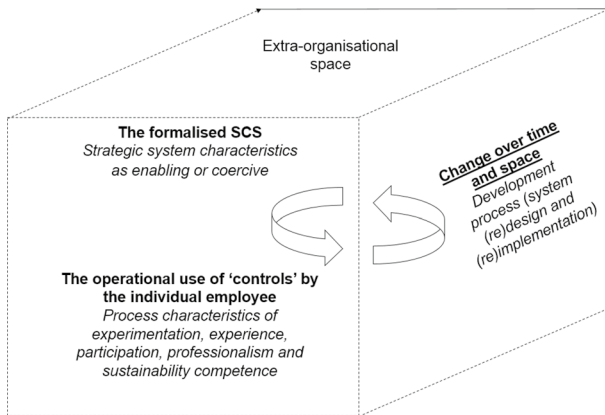 Extra-organisational
space
The formalised SCS
Strategic system characteristics
as enabling or coercive
Change over time
and space
Development
process (system
(re)design and
(re)implementation)
The operational use of ‘controls’ by
the individual employee
Process characteristics of
experimentation, experience,
participation, professionalism and
sustainability competence